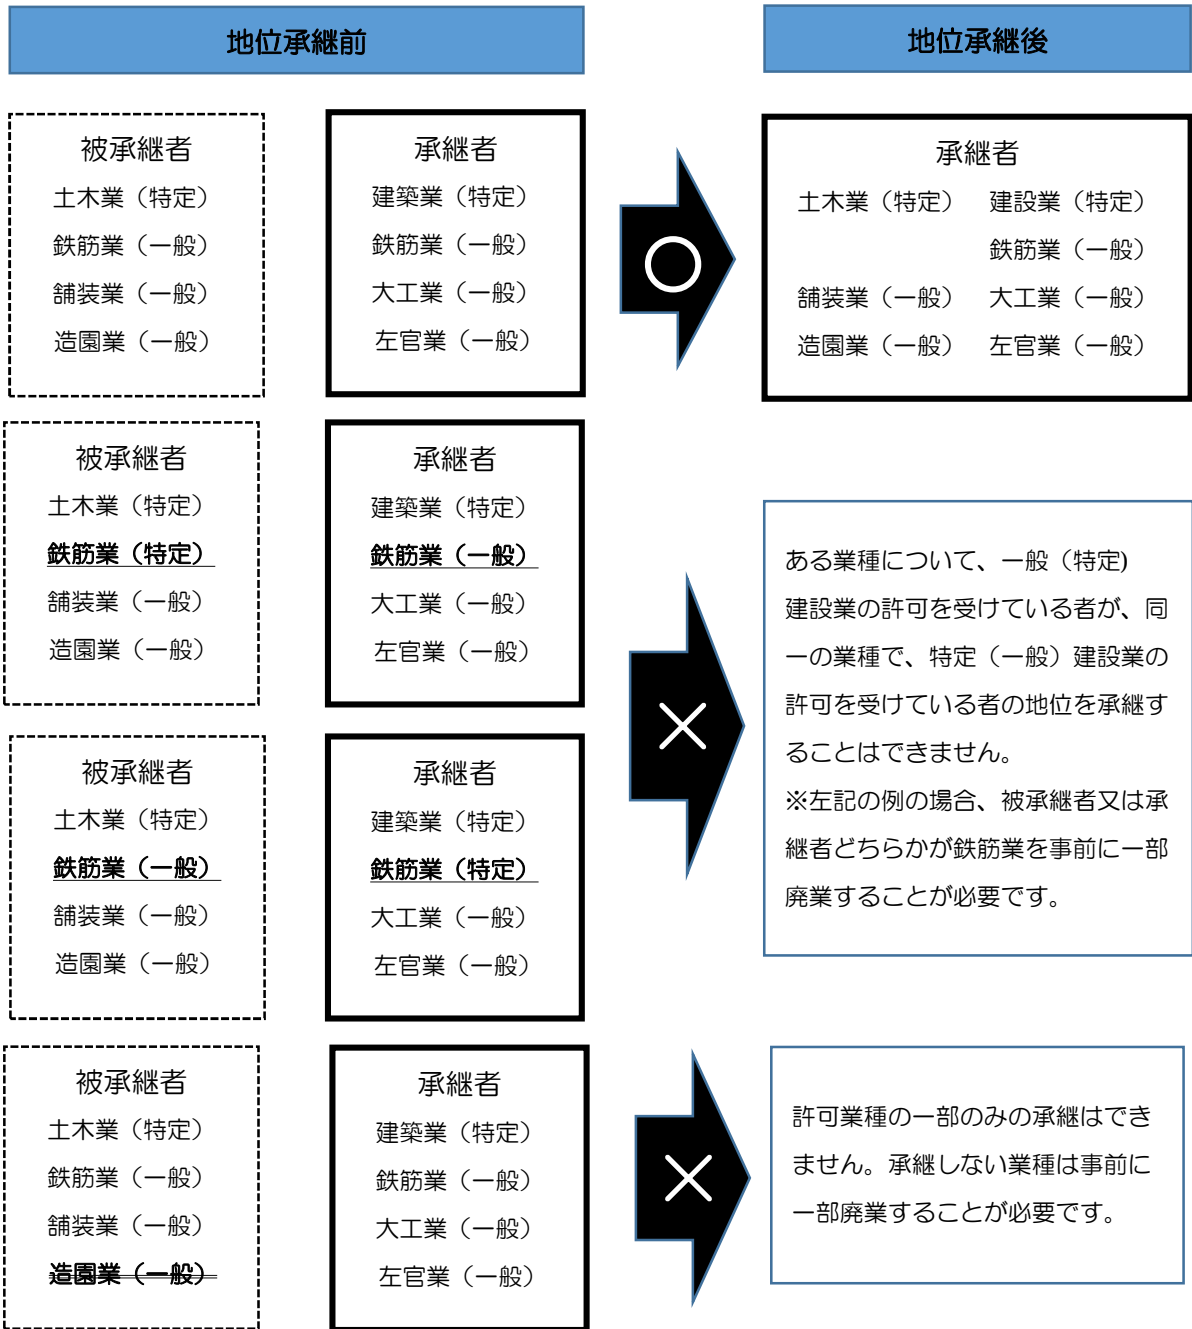 地位承継前
地位承継後
被承継者
土木業（特定）
鉄筋業（一般）
舗装業（一般）
造園業（一般）
承継者
建築業（特定）
鉄筋業（一般）
大工業（一般）
左官業（一般）
○
承継者
土木業（特定） 建設業（特定）
鉄筋業（一般）
舗装業（一般） 大工業（一般）
造園業（一般） 左官業（一般）
被承継者
土木業（特定）
鉄筋業（特定）
舗装業（一般）
造園業（一般）
承継者
建築業（特定）
鉄筋業（一般）
大工業（一般）
左官業（一般）
被承継者
土木業（特定）
鉄筋業（一般）
舗装業（一般）
造園業（一般）
承継者
建築業（特定）
鉄筋業（特定）
大工業（一般）
左官業（一般）
×
ある業種について、一般（特定)
建設業の許可を受けている者が、同
一の業種で、特定（一般）建設業の
許可を受けている者の地位を承継す
ることはできません。
※左記の例の場合、被承継者又は承
継者どちらかが鉄筋業を事前に一部
廃業することが必要です。
被承継者
土木業（特定）
鉄筋業（一般）
舗装業（一般）
造園業（一般）
承継者
建築業（特定）
鉄筋業（一般）
大工業（一般）
左官業（一般）
×
許可業種の一部のみの承継はでき
ません。承継しない業種は事前に
一部廃業することが必要です。